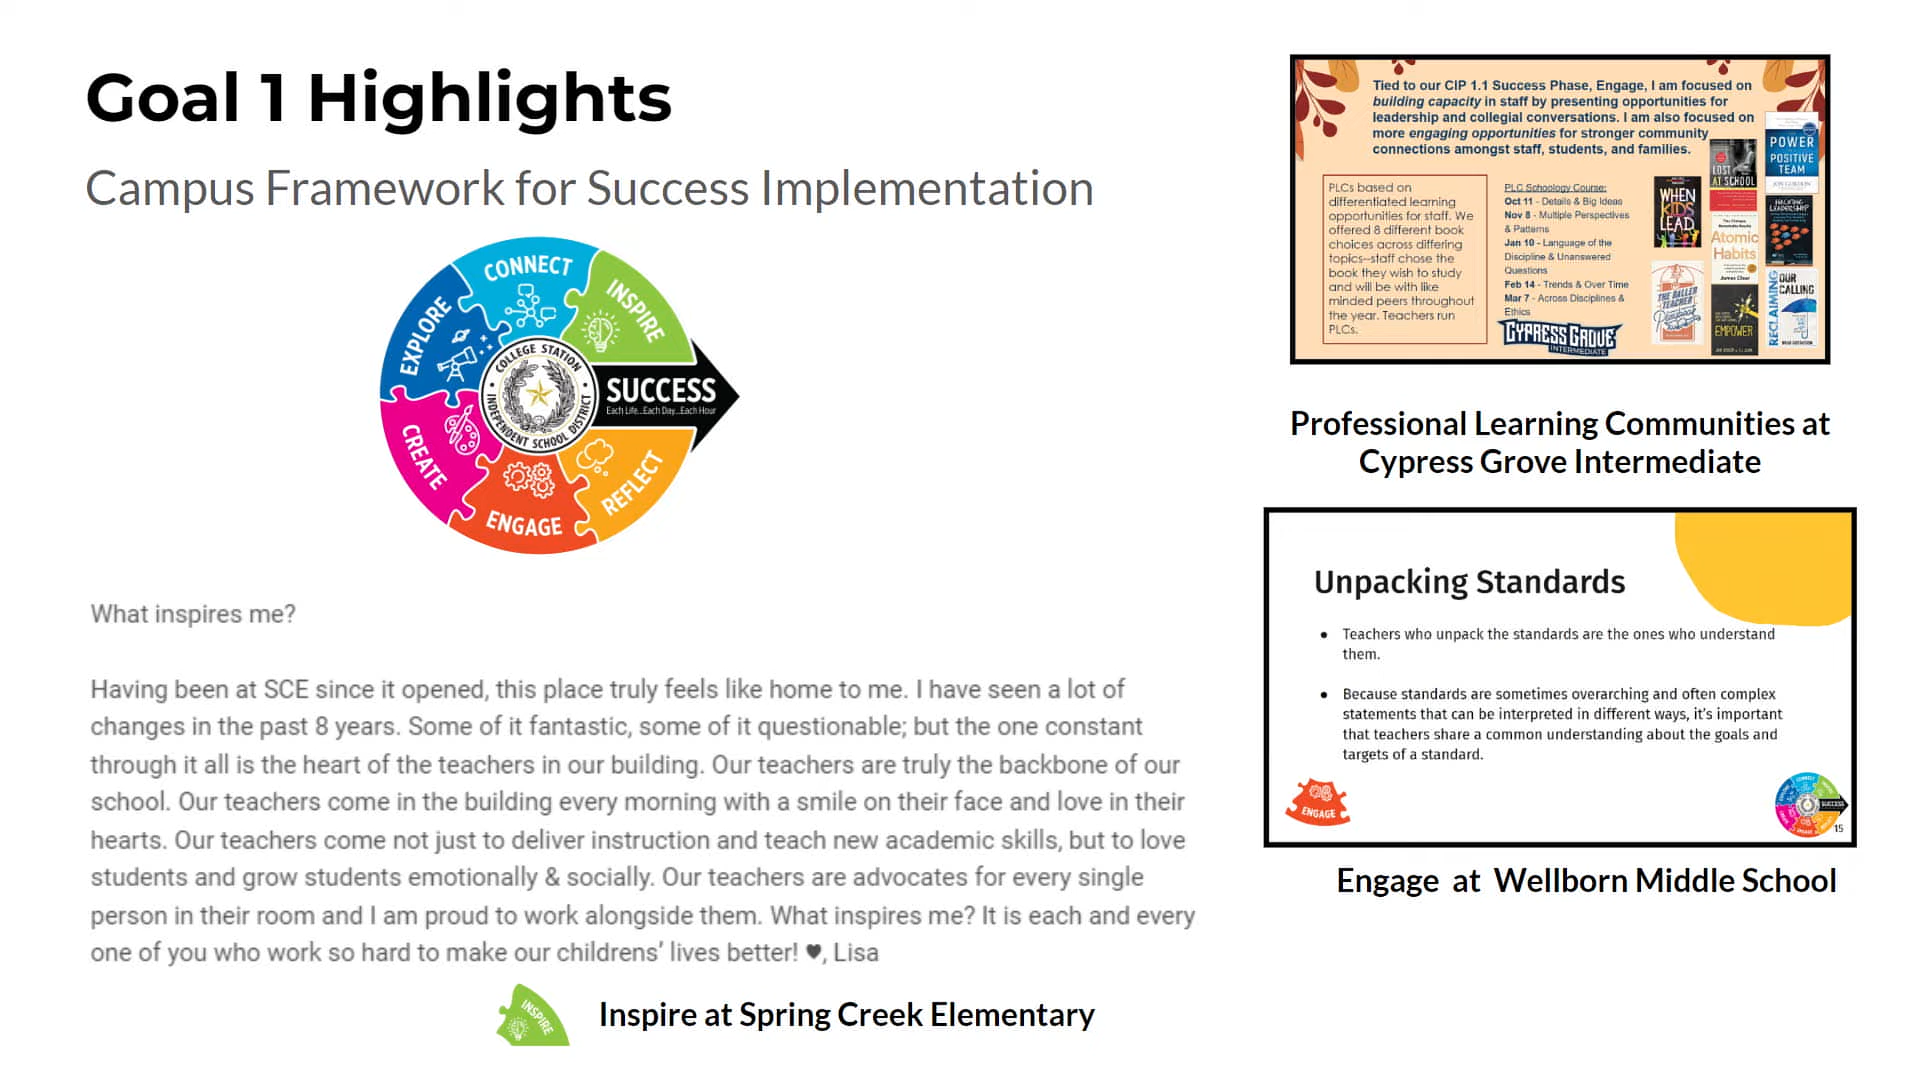 Goal 1 Highlights
Campus Framework for Success Implementation
CONNECT
INSPIRE
EXPLORE
COLLEGE STATION
INDEPENDENT SCHOOL DISTRICT
SUCCESS
Each Life...Each Day...Each Hour
CREATE
ENGAGE
REFLECT
What inspires me?
Having been at SCE since it opened, this place truly feels like home to me. I have seen a lot of
changes in the past 8 years. Some of it fantastic, some of it questionable; but the one constant
through it all is the heart of the teachers in our building. Our teachers are truly the backbone of our
school. Our teachers come in the building every morning with a smile on their face and love in their
hearts. Our teachers come not just to deliver instruction and teach new academic skills, but to love
students and grow students emotionally & socially. Our teachers are advocates for every single
person in their room and I am proud to work alongside them. What inspires me? It is each and every
one of you who work so hard to make our childrens' lives better! ♥, Lisa
INSPIRE
Inspire at Spring Creek Elementary
Tied to our CIP 1.1 Success Phase, Engage, I am focused on
building capacity in staff by presenting opportunities for
leadership and collegial conversations. I am also focused on
more engaging opportunities for stronger community
connections amongst staff, students, and families.
PLCs based on
differentiated learning
opportunities for staff. We
offered 8 different book
choices across differing
topics--staff chose the
book they wish to study
and will be with like
minded peers throughout
the year. Teachers run
PLCs.
PLC Schoology Course:
Oct 11 - Details & Big Ideas
Nov 8 - Multiple Perspectives
& Patterns
Jan 10 - Language of the
Discipline & Unanswered
Questions
Feb 14 - Trends & Over Time
Mar 7 - Across Disciplines &
Ethics
CYPRESS GROVE
INTERMEDIATE
WHEN
KIDS
LEAD
LOST
AT SCHOOL
POWER
POSITIVE
TEAM
JON GORDON
HACKING
LEADERSHIP
Atomic
Habits
James Clear
THE BALLER
TEACHER
Playbook
EMPOWER
RECLAIMING
OUR
CALLING
Professional Learning Communities at
Cypress Grove Intermediate
Unpacking Standards
● Teachers who unpack the standards are the ones who understand
them.
● Because standards are sometimes overarching and often complex
statements that can be interpreted in different ways, it's important
that teachers share a common understanding about the goals and
targets of a standard.
ENGAGE
SUCCESS
15
Engage at Wellborn Middle School